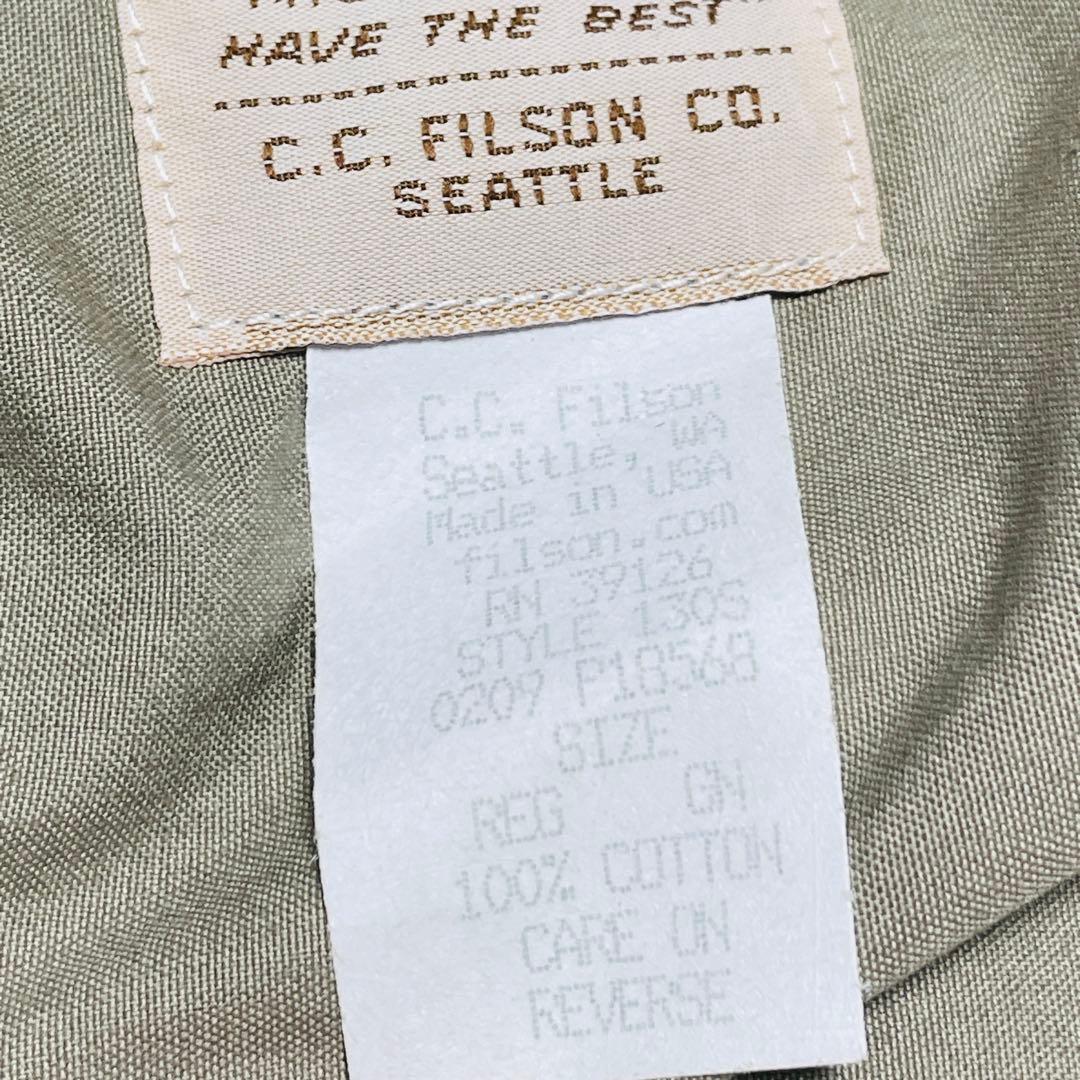 HAVE THE BEST"
C.C. FILSON CO.
SEATTLE
C.C. Filson
Seattle, WA
Made in USA
filson.com
RN 39126
STYLE 130S
0209 P18568
SIZE
REG GN
100% COTTON
CARE ON
REVERSE